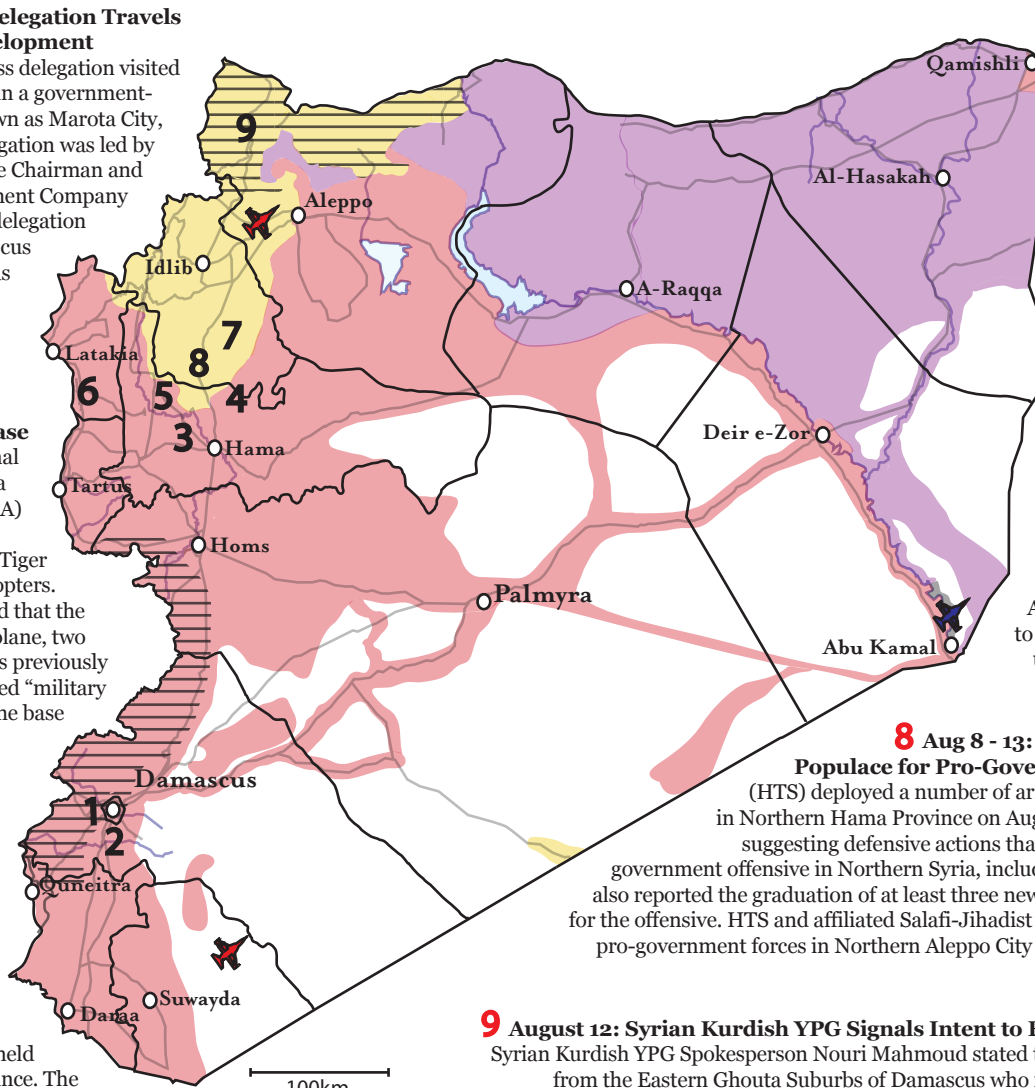 elegation Travels
elopment
ss delegation visited
in a government-
wn as Marota City,
egation was led by
e Chairman and
ment Company
delegation
cus
s
ase
nal
a
A)
Tiger
opters.
d that the
plane, two
s previously
ed “military
he base
held
nce. The
9
Aleppo
Idlib
7
8
Latakia
6
5
4
3
Hama
Tartus
Homs
Palmyra
Damascus
1
2
Quneitra
Suwayda
Daraa
100km
Qamishli
Al-Hasakah
A-Raqqa
Deir e-Zor
Abu Kamal
A
to
8 Aug 8 - 13:
Populace for Pro-Gove
(HTS) deployed a number of ar
in Northern Hama Province on Aug
suggesting defensive actions tha
government offensive in Northern Syria, includ
also reported the graduation of at least three new
for the offensive. HTS and affiliated Salafi-Jihadist
pro-government forces in Northern Aleppo City
9 August 12: Syrian Kurdish YPG Signals Intent to
Syrian Kurdish YPG Spokesperson Nouri Mahmoud stated t
from the Eastern Ghouta Suburbs of Damascus who